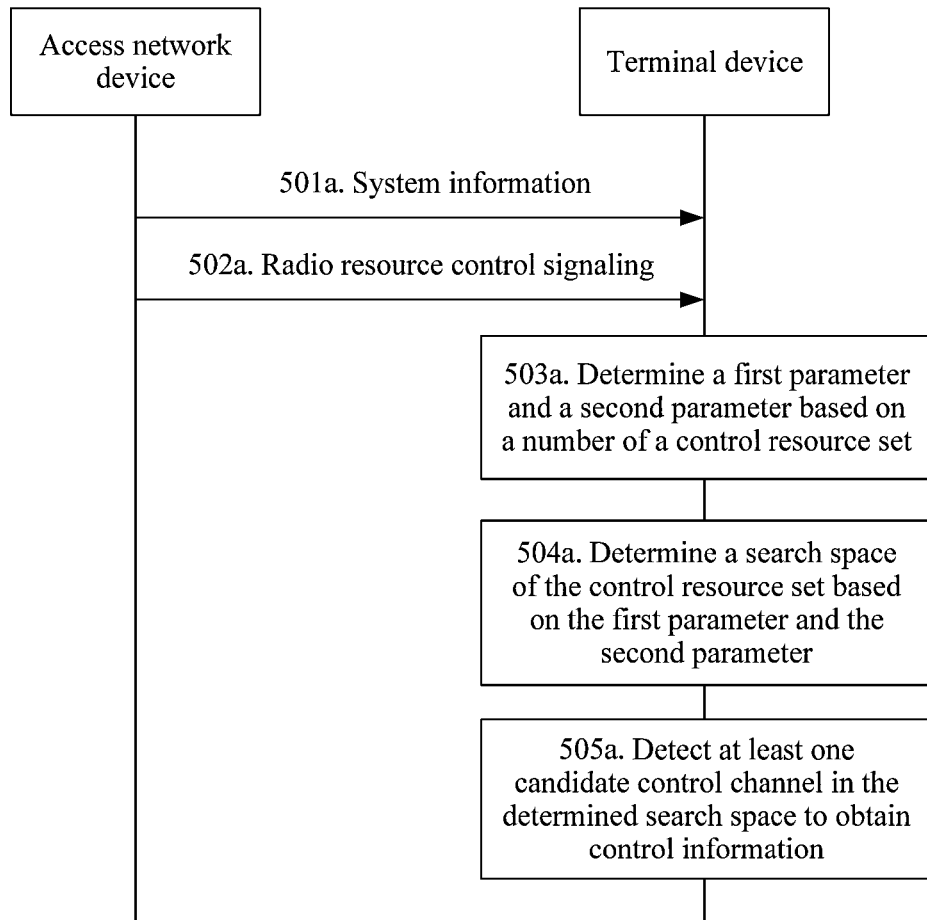 Access network
device
Terminal device
501a. System information
502a. Radio resource control signaling
503a. Determine a first parameter
and a second parameter based on
a number of a control resource set
504a. Determine a search space
of the control resource set based
on the first parameter and the
second parameter
505a. Detect at least one
candidate control channel in the
determined search space to obtain
control information